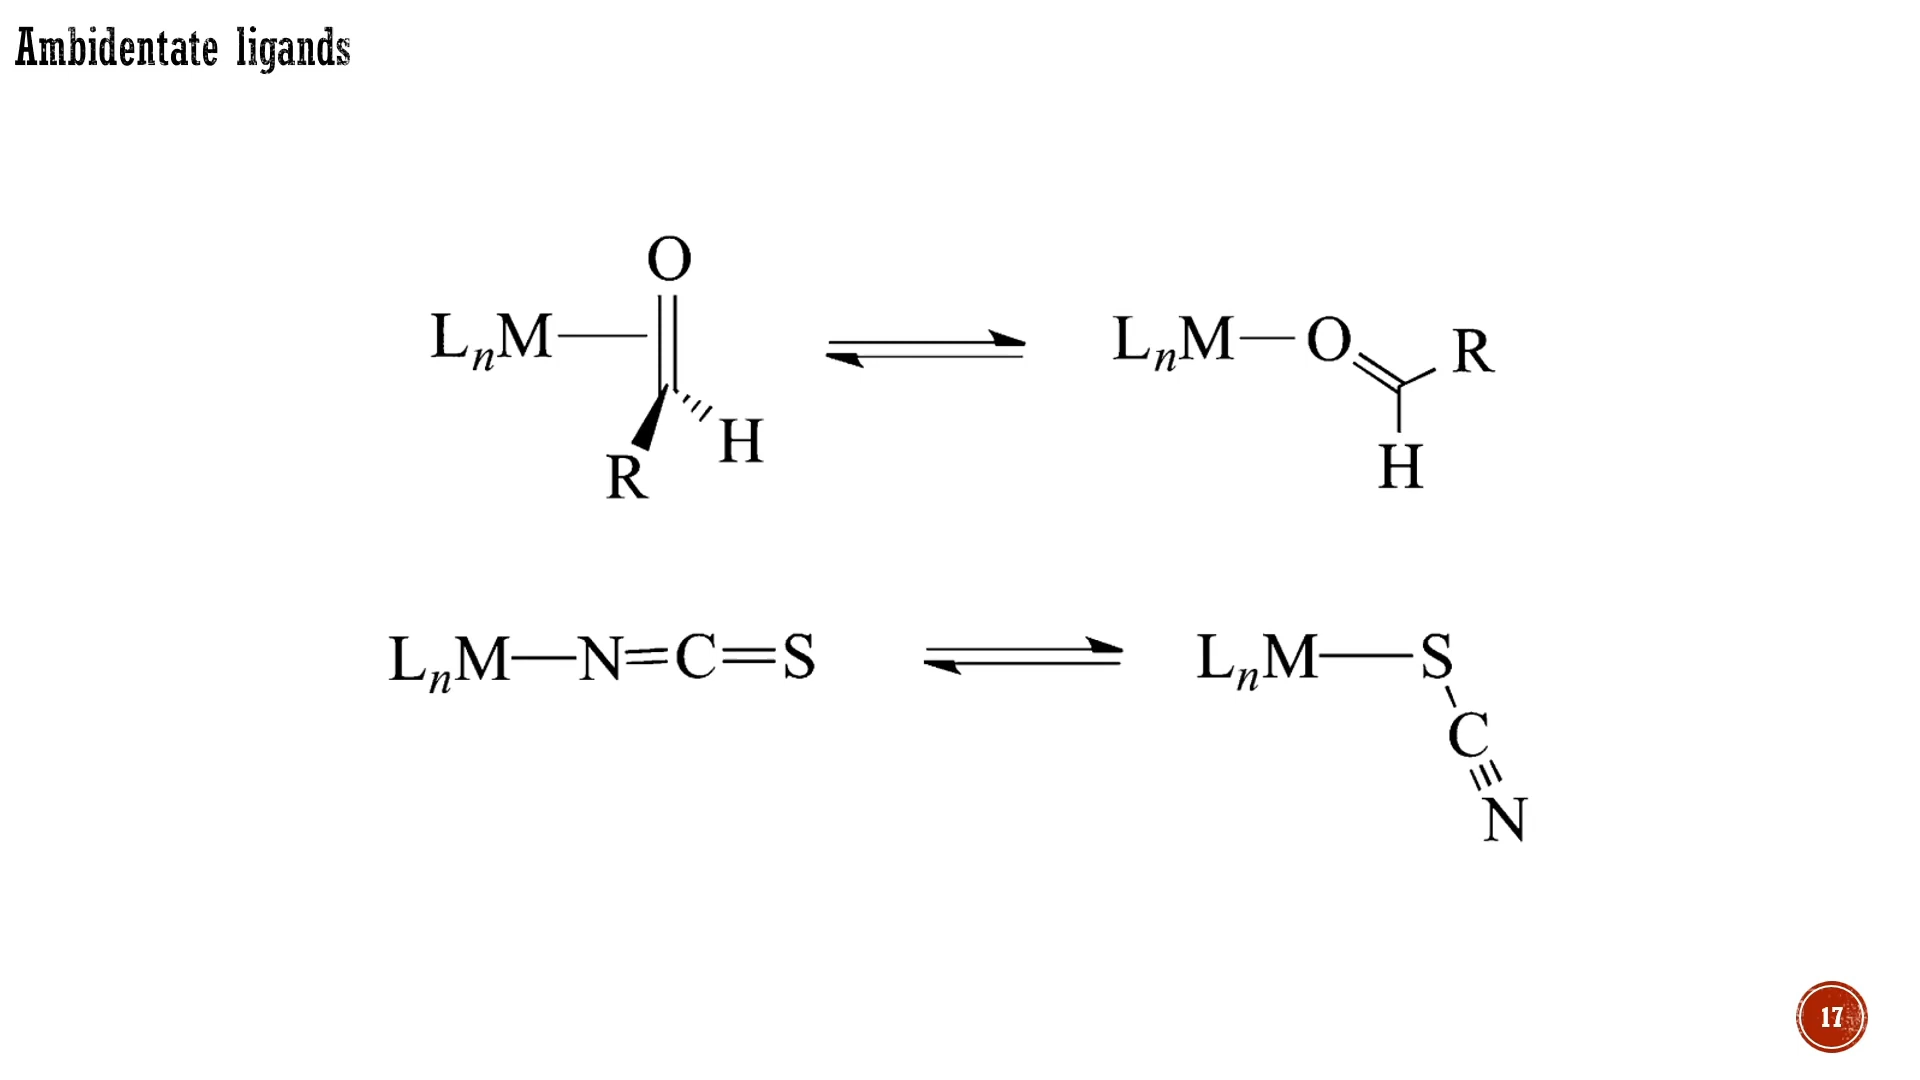 Ambidentate ligands
O
LnM
R
H
LnM—O
R
H
LnM—N=C=S
LnM—S
C
≡
N
17